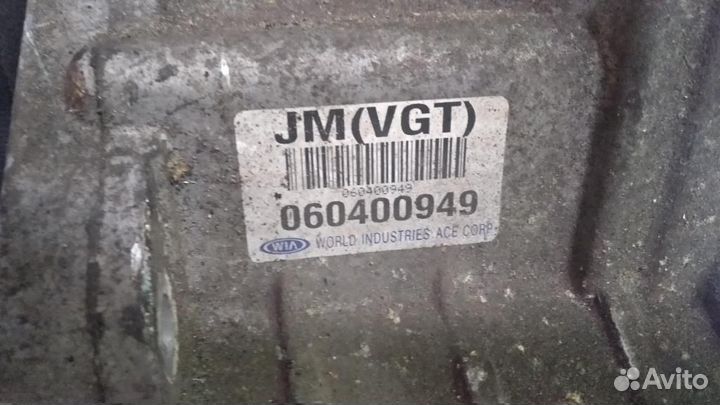 JM(VGT)
060400949
060400949
WIA WORLD INDUSTRIES ACE CORP
Avito